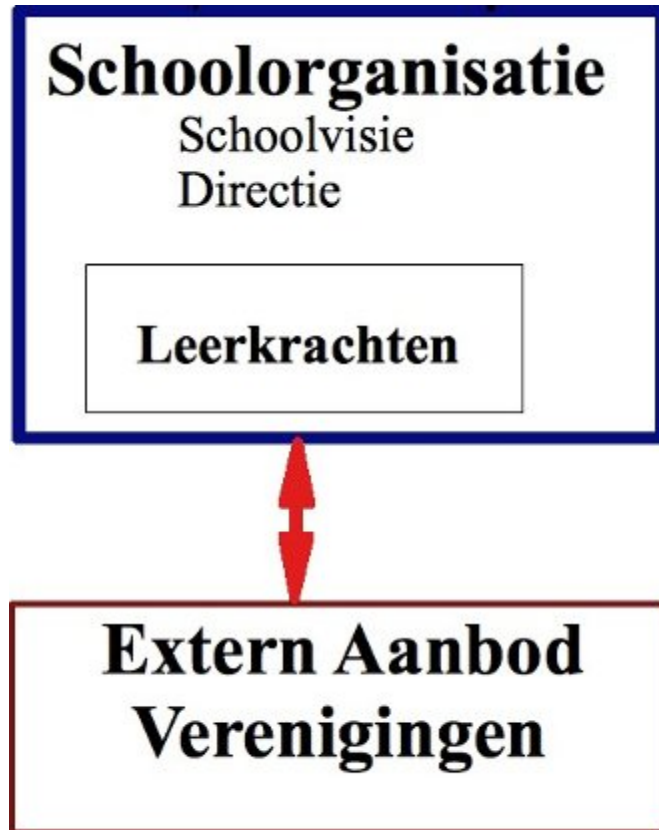 Schoolorganisatie
Schoolvisie
Directie
Leerkrachten
Extern Aanbod
Verenigingen